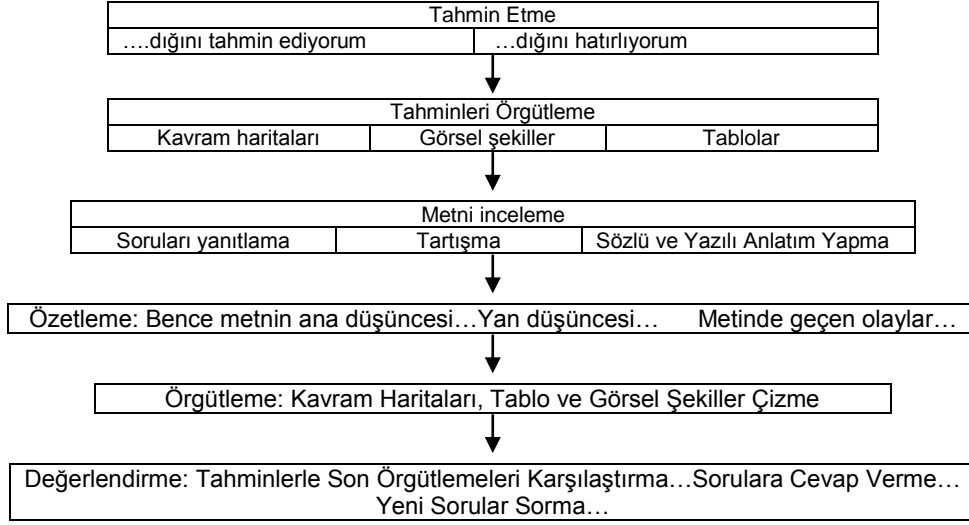 Tahmin Etme
….dığını tahmin ediyorum …dığını hatırlıyorum
Tahminleri Örgütleme
Kavram haritaları Görsel şekiller Tablolar
Metni inceleme
Soruları yanıtlama Tartışma Sözlü ve Yazılı Anlatım Yapma
Özetleme: Bence metnin ana düşüncesi…Yan düşüncesi… Metinde geçen olaylar…
Örgütleme: Kavram Haritaları, Tablo ve Görsel Şekiller Çizme
Değerlendirme: Tahminlerle Son Örgütlemeleri Karşılaştırma…Sorulara Cevap Verme…
Yeni Sorular Sorma…